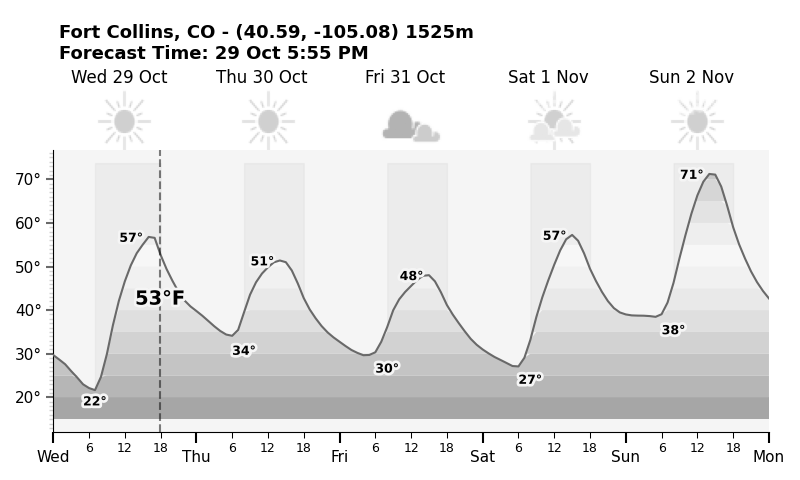 Fort Collins, CO - (40.59, -105.08) 1525m
Forecast Time: 29 Oct 5:55 PM
Wed 29 Oct Thu 30 Oct Fri 31 Oct Sat 1 Nov Sun 2 Nov
70°
71°
60°
57°
57°
50°
51°
48°
53°F
40°
38°
34°
30°
30°
27°
22°
20°
6 12 18 6 12 18 6 12 18 6 12 18 6 12 18
Wed Thu Fri Sat Sun Mon